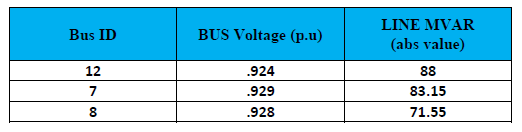 Bus ID BUS Voltage (p.u) LINE MVAR
(abs value)
12 .924 88
7 .929 83.15
8 .928 71.55